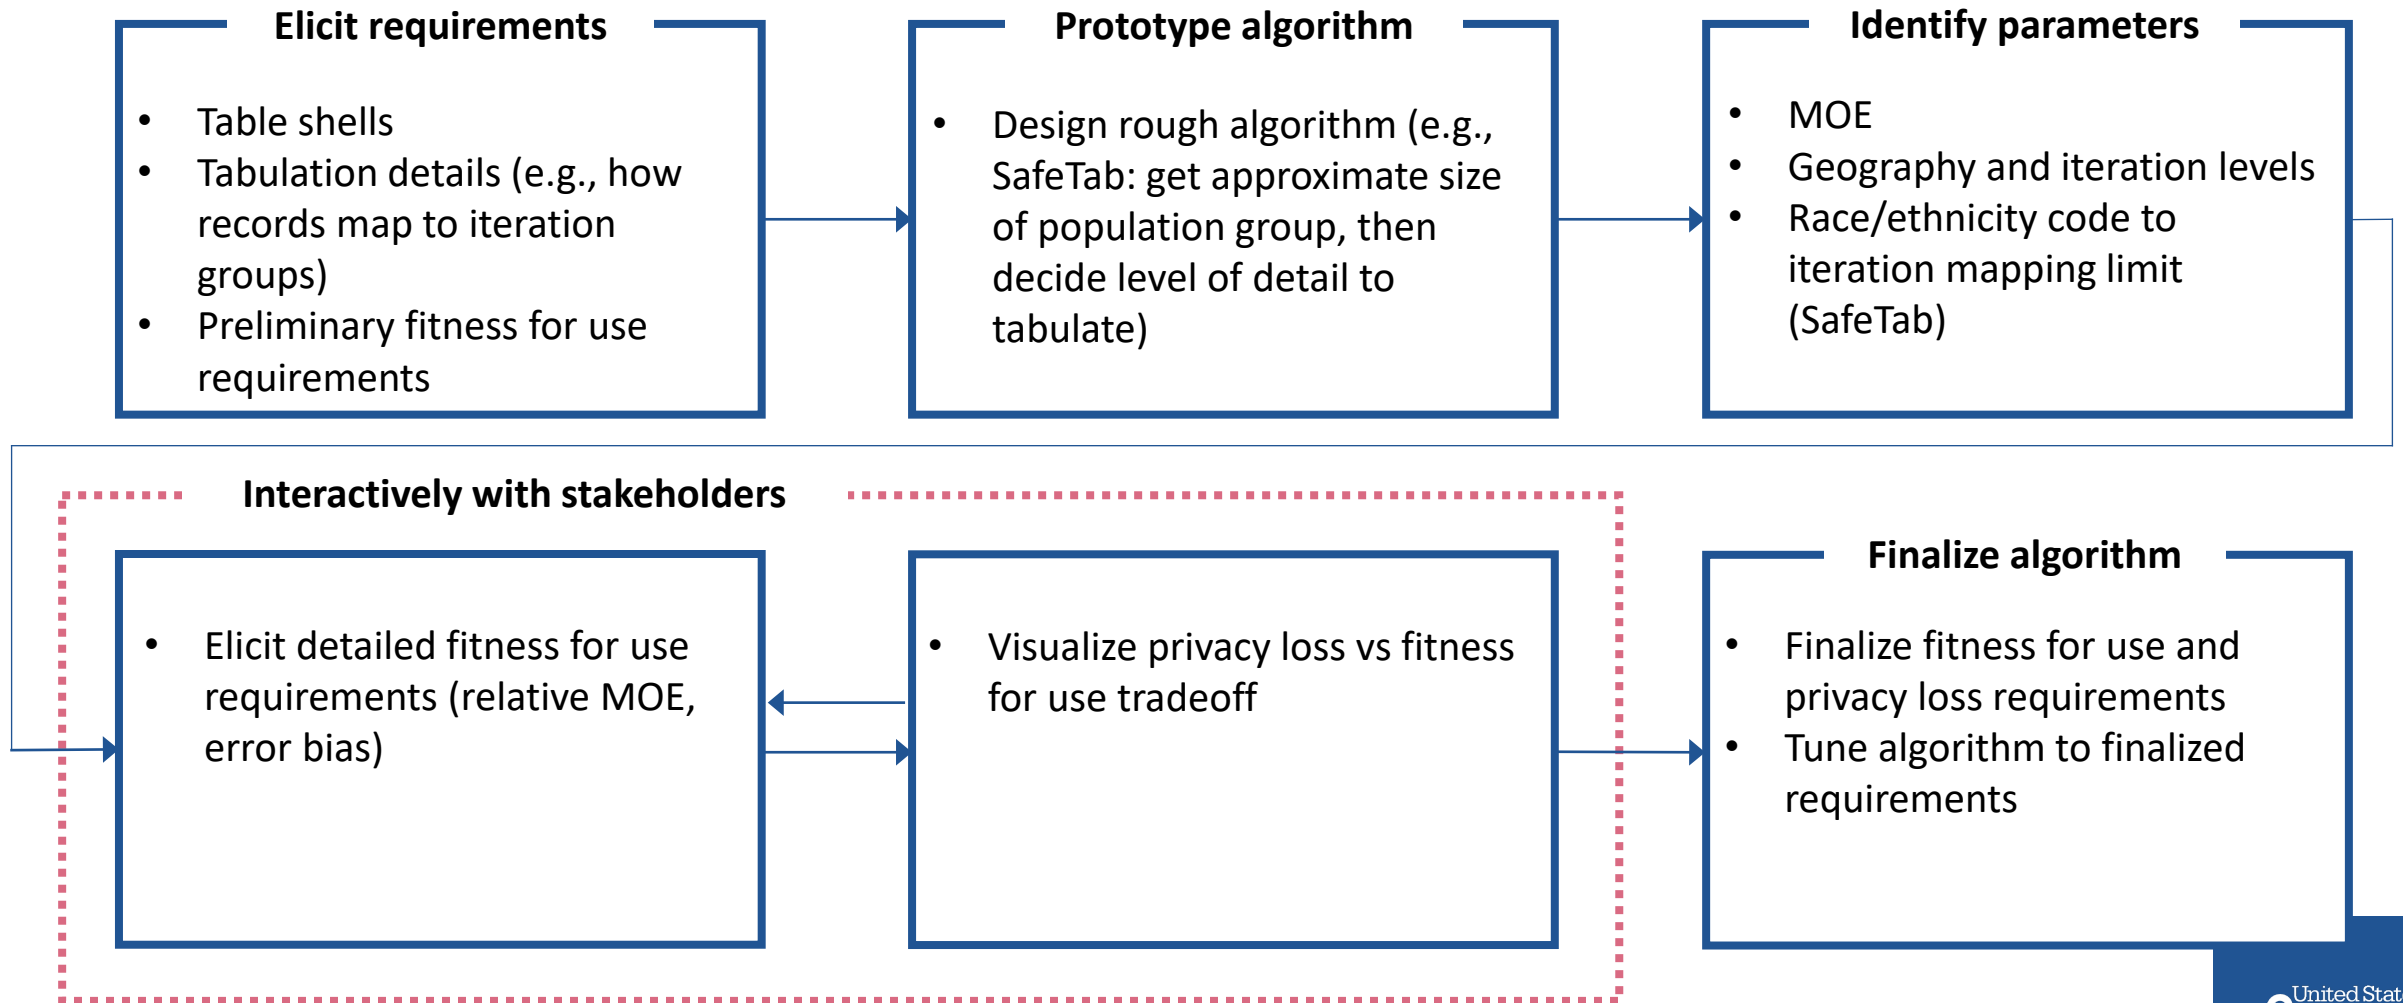 Elicit requirements
• Table shells
• Tabulation details (e.g., how
records map to iteration
groups)
• Preliminary fitness for use
requirements
Prototype algorithm
• Design rough algorithm (e.g.,
SafeTab: get approximate size
of population group, then
decide level of detail to
tabulate)
Identify parameters
• MOE
• Geography and iteration levels
• Race/ethnicity code to
iteration mapping limit
(SafeTab)
Interactively with stakeholders
• Elicit detailed fitness for use
requirements (relative MOE,
error bias)
• Visualize privacy loss vs fitness
for use tradeoff
Finalize algorithm
• Finalize fitness for use and
privacy loss requirements
• Tune algorithm to finalized
requirements
United Stat